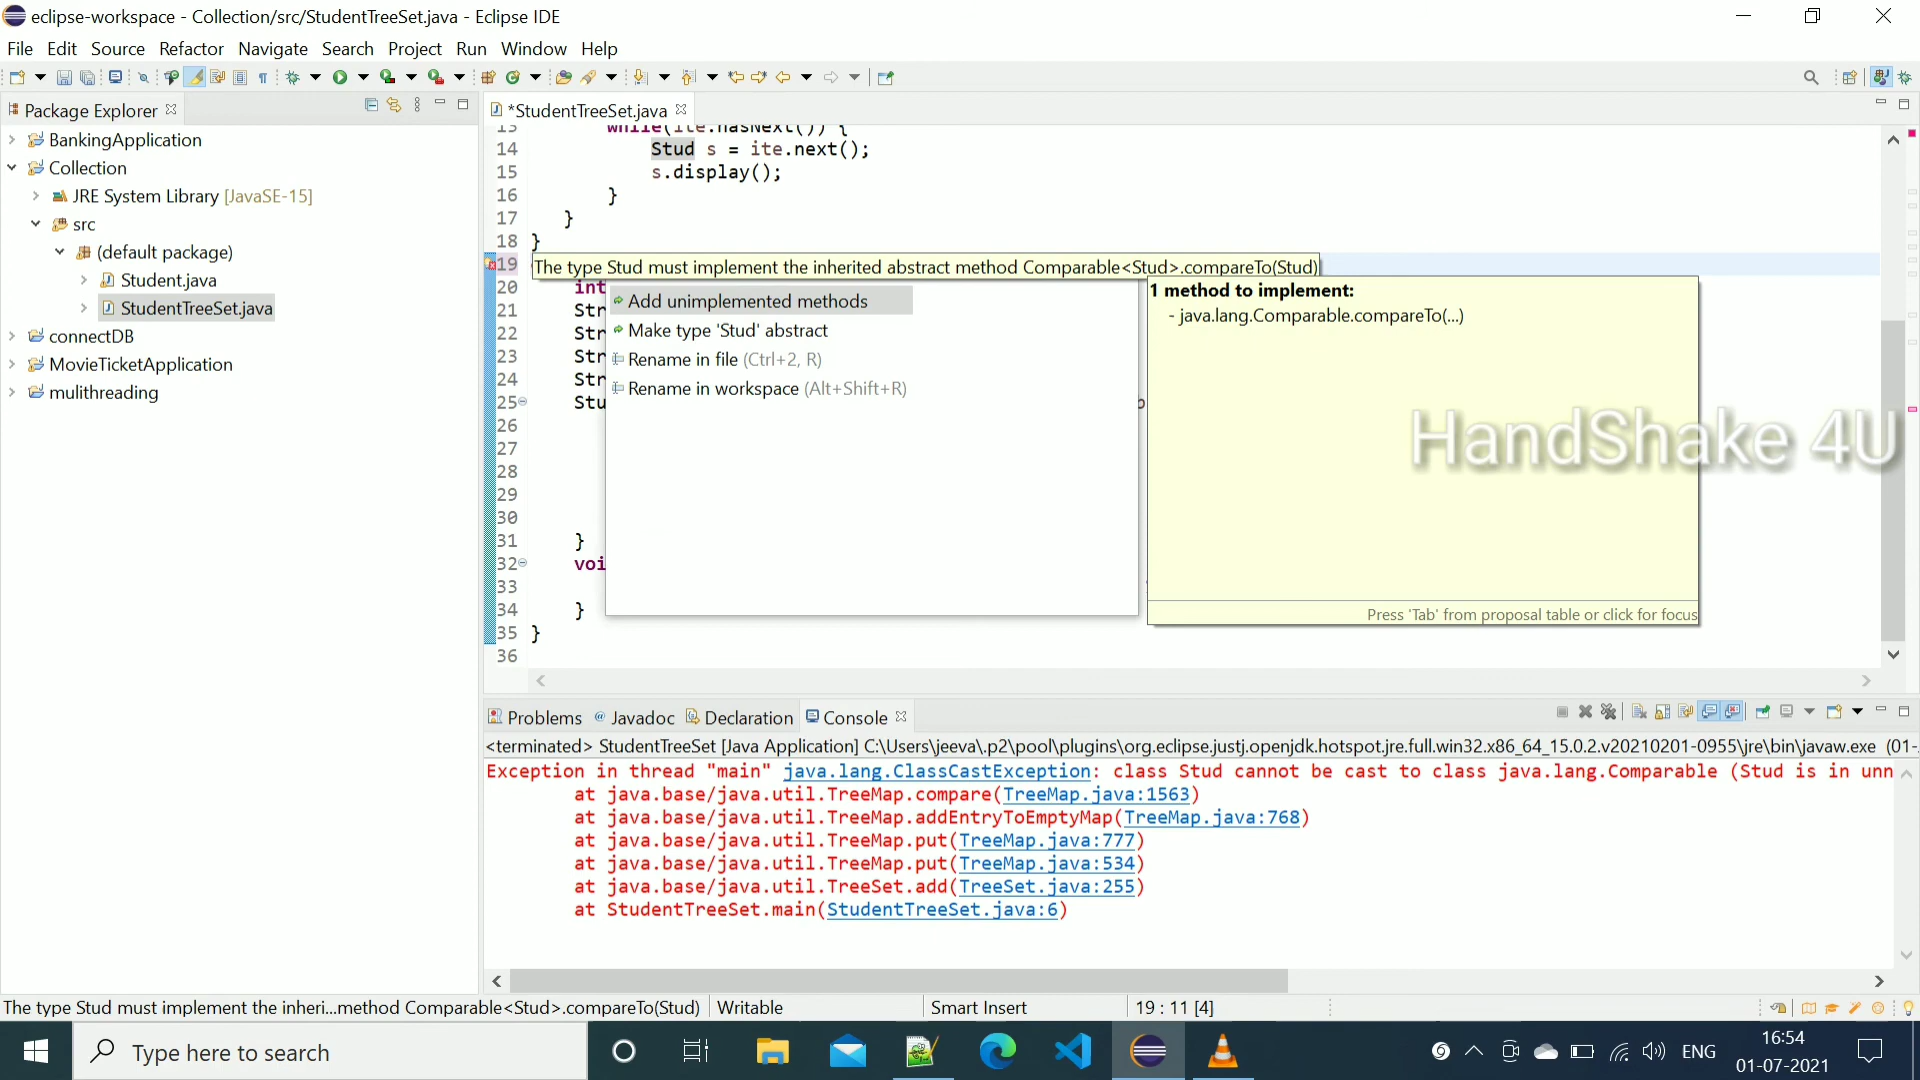 eclipse-workspace - Collection/src/StudentTreeSet.java - Eclipse IDE
File Edit Source Refactor Navigate Search Project Run Window Help
Package Explorer
BankingApplication
Collection
JRE System Library [JavaSE-15]
src
(default package)
Student.java
StudentTreeSet.java
connectDB
MovieTicketApplication
mulithreading
*StudentTreeSet.java
13 while(ite.hasNext()) {
14 Stud s = ite.next();
15 s.display();
16 }
17 }
18 }
19
The type Stud must implement the inherited abstract method Comparable<Stud>.compareTo(Stud)
20 int
21 Str
22 Str
23 Str
24 Str
25 Stu
26
27
28
29
30
31 }
32 voi
33
34 }
35 }
36
Add unimplemented methods
Make type 'Stud' abstract
Rename in file (Ctrl+2, R)
Rename in workspace (Alt+Shift+R)
1 method to implement:
- java.lang.Comparable.compareTo(...)
Press 'Tab' from proposal table or click for focus
HandShake 4U
Problems Javadoc Declaration Console
<terminated> StudentTreeSet [Java Application] C:\Users\jeeva\.p2\pool\plugins\org.eclipse.justj.openjdk.hotspot.jre.full.win32.x86_64_15.0.2.v20210201-0955\jre\bin\javaw.exe (01-
Exception in thread "main" java.lang.ClassCastException: class Stud cannot be cast to class java.lang.Comparable (Stud is in unn
at java.base/java.util.TreeMap.compare(TreeMap.java:1563)
at java.base/java.util.TreeMap.addEntryToEmptyMap(TreeMap.java:768)
at java.base/java.util.TreeMap.put(TreeMap.java:777)
at java.base/java.util.TreeMap.put(TreeMap.java:534)
at java.base/java.util.TreeSet.add(TreeSet.java:255)
at StudentTreeSet.main(StudentTreeSet.java:6)
The type Stud must implement the inheri...method Comparable<Stud>.compareTo(Stud) Writable Smart Insert 19 : 11 [4]
Type here to search
ENG
16:54
01-07-2021